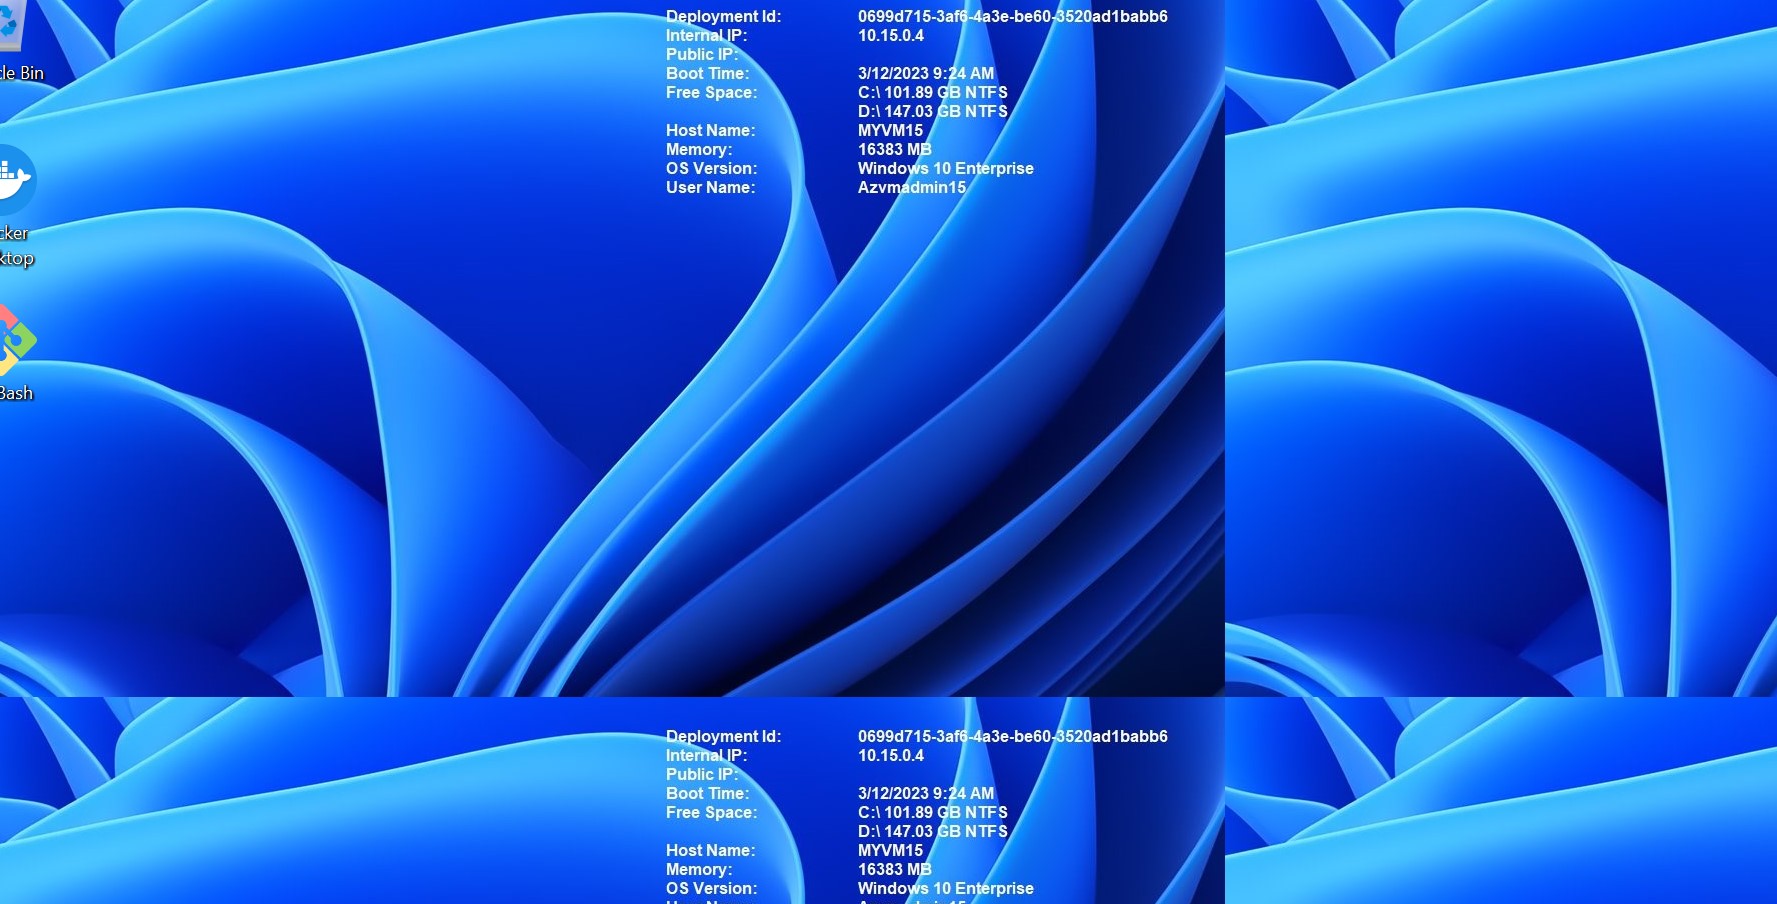 Deployment Id: 0699d715-3af6-4a3e-be60-3520ad1babb6
Internal IP: 10.15.0.4
Public IP:
Boot Time: 3/12/2023 9:24 AM
Free Space: C:\ 101.89 GB NTFS
D:\ 147.03 GB NTFS
Host Name: MYVM15
Memory: 16383 MB
OS Version: Windows 10 Enterprise
User Name: Azvmadmin15
cle Bin
cker
ktop
Bash
Deployment Id: 0699d715-3af6-4a3e-be60-3520ad1babb6
Internal IP: 10.15.0.4
Public IP:
Boot Time: 3/12/2023 9:24 AM
Free Space: C:\ 101.89 GB NTFS
D:\ 147.03 GB NTFS
Host Name: MYVM15
Memory: 16383 MB
OS Version: Windows 10 Enterprise